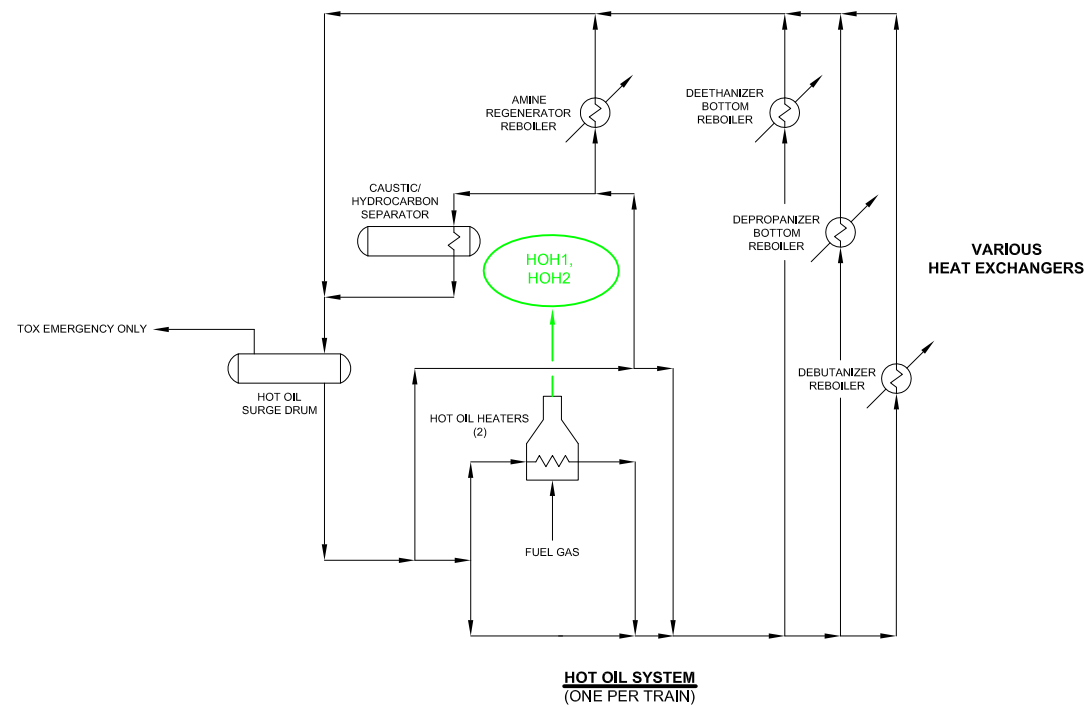 AMINE
REGENERATOR
REBOILER
DEETHANIZER
BOTTOM
REBOILER
CAUSTIC/
HYDROCARBON
SEPARATOR
DEPROPANIZER
BOTTOM
REBOILER
VARIOUS
HEAT EXCHANGERS
HOH1,
HOH2
TOX EMERGENCY ONLY
DEBUTANIZER
REBOILER
HOT OIL
SURGE DRUM
HOT OIL HEATERS
(2)
FUEL GAS
HOT OIL SYSTEM
(ONE PER TRAIN)